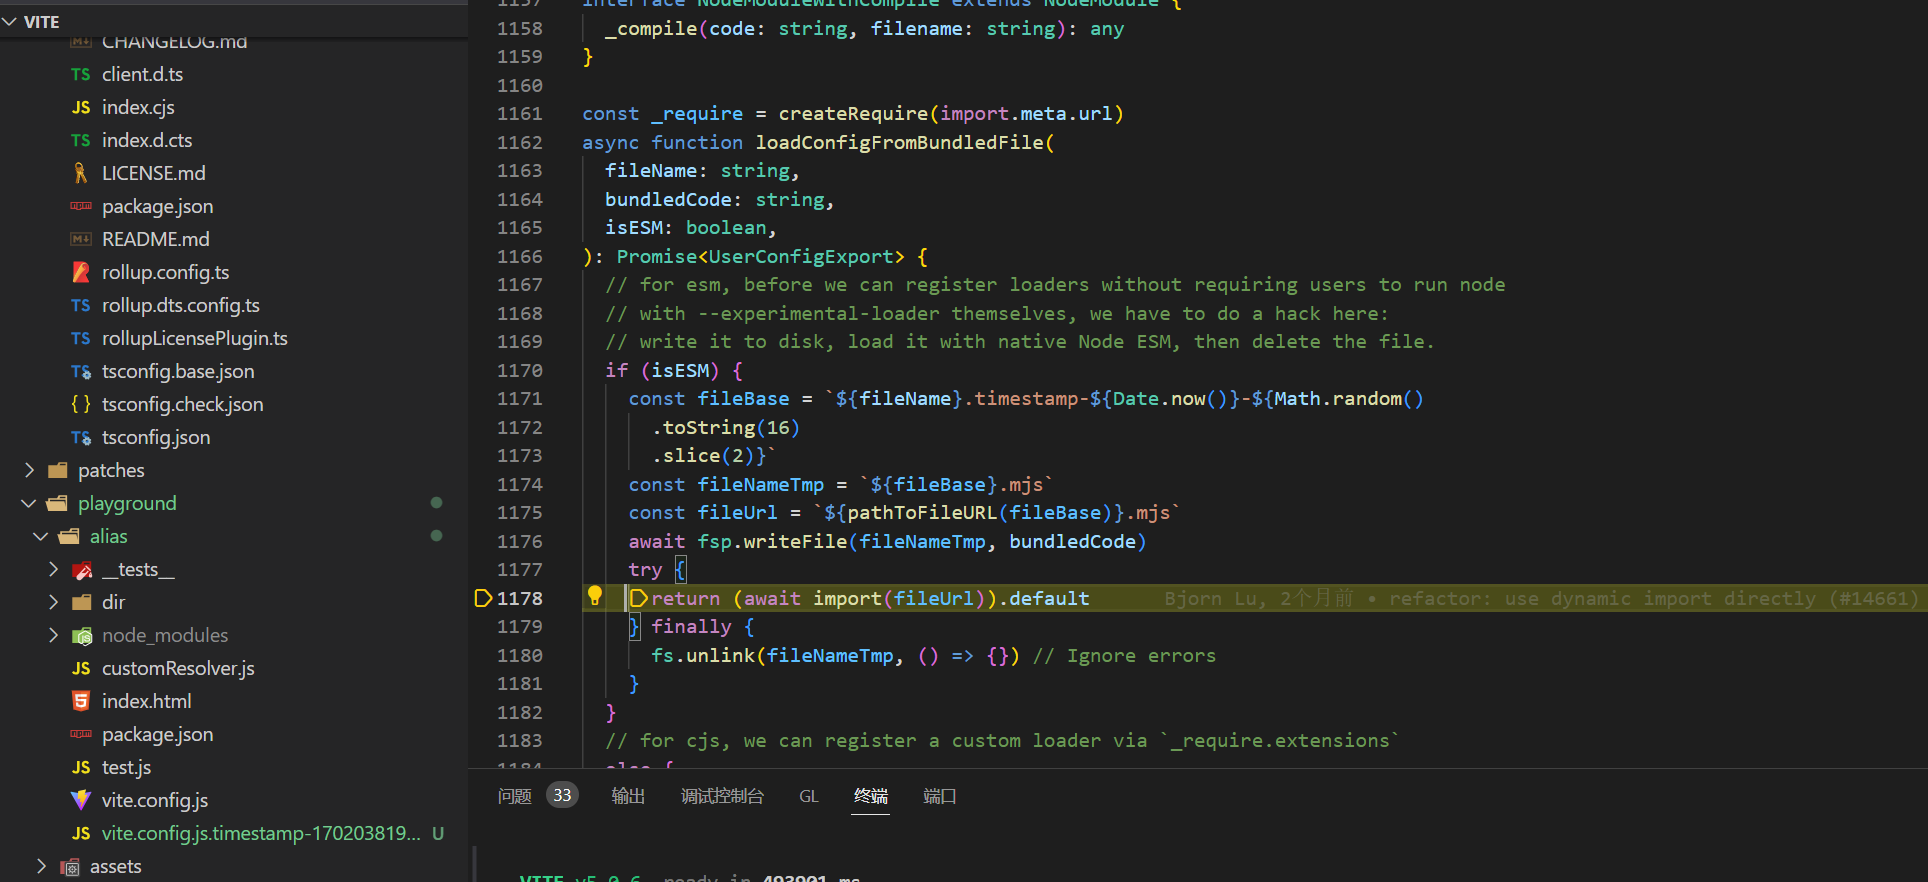 VITE
CHANGELOG.md
client.d.ts
index.cjs
index.d.cts
LICENSE.md
package.json
README.md
rollup.config.ts
rollup.dts.config.ts
rollupLicensePlugin.ts
tsconfig.base.json
tsconfig.check.json
tsconfig.json
patches
playground
alias
__tests__
dir
node_modules
customResolver.js
index.html
package.json
test.js
vite.config.js
vite.config.js.timestamp-170203819... U
assets
1157 interface NodeModuleWithCompile extends NodeModule {
1158 _compile(code: string, filename: string): any
1159 }
1160
1161 const _require = createRequire(import.meta.url)
1162 async function loadConfigFromBundledFile(
1163 fileName: string,
1164 bundledCode: string,
1165 isESM: boolean,
1166 ): Promise<UserConfigExport> {
1167 // for esm, before we can register loaders without requiring users to run node
1168 // with --experimental-loader themselves, we have to do a hack here:
1169 // write it to disk, load it with native Node ESM, then delete the file.
1170 if (isESM) {
1171 const fileBase = `${fileName}.timestamp-${Date.now()}-${Math.random()
1172 .toString(16)
1173 .slice(2)}`
1174 const fileNameTmp = `${fileBase}.mjs`
1175 const fileUrl = `${pathToFileURL(fileBase)}.mjs`
1176 await fsp.writeFile(fileNameTmp, bundledCode)
1177 try {
1178 return (await import(fileUrl)).default Bjorn Lu, 2个月前 • refactor: use dynamic import directly (#14661)
1179 } finally {
1180 fs.unlink(fileNameTmp, () => {}) // Ignore errors
1181 }
1182 }
1183 // for cjs, we can register a custom loader via `_require.extensions`
1184 else {
问题 33 输出 调试控制台 GL 终端 端口
VITE v5.0.6 ready in 493901 ms